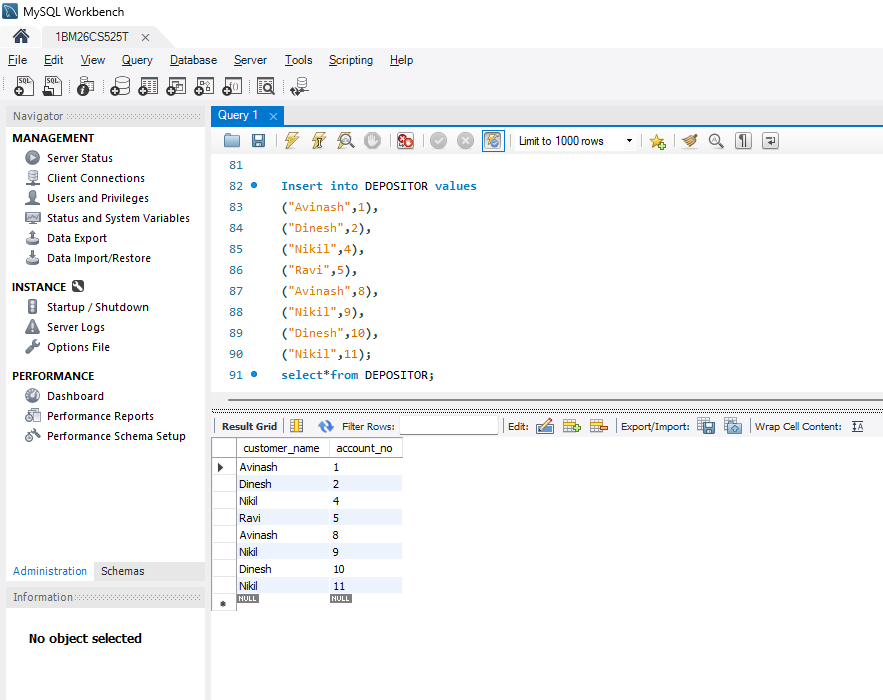 MySQL Workbench
1BM26CS525T
File Edit View Query Database Server Tools Scripting Help
Navigator
MANAGEMENT
Server Status
Client Connections
Users and Privileges
Status and System Variables
Data Export
Data Import/Restore
INSTANCE
Startup / Shutdown
Server Logs
Options File
PERFORMANCE
Dashboard
Performance Reports
Performance Schema Setup
Administration Schemas
Information
No object selected
Query 1
Limit to 1000 rows
81
82 Insert into DEPOSITOR values
83 ("Avinash",1),
84 ("Dinesh",2),
85 ("Nikil",4),
86 ("Ravi",5),
87 ("Avinash",8),
88 ("Nikil",9),
89 ("Dinesh",10),
90 ("Nikil",11);
91 select*from DEPOSITOR;
Result Grid Filter Rows: Edit: Export/Import: Wrap Cell Content:
customer_name account_no
Avinash 1
Dinesh 2
Nikil 4
Ravi 5
Avinash 8
Nikil 9
Dinesh 10
Nikil 11
NULL NULL